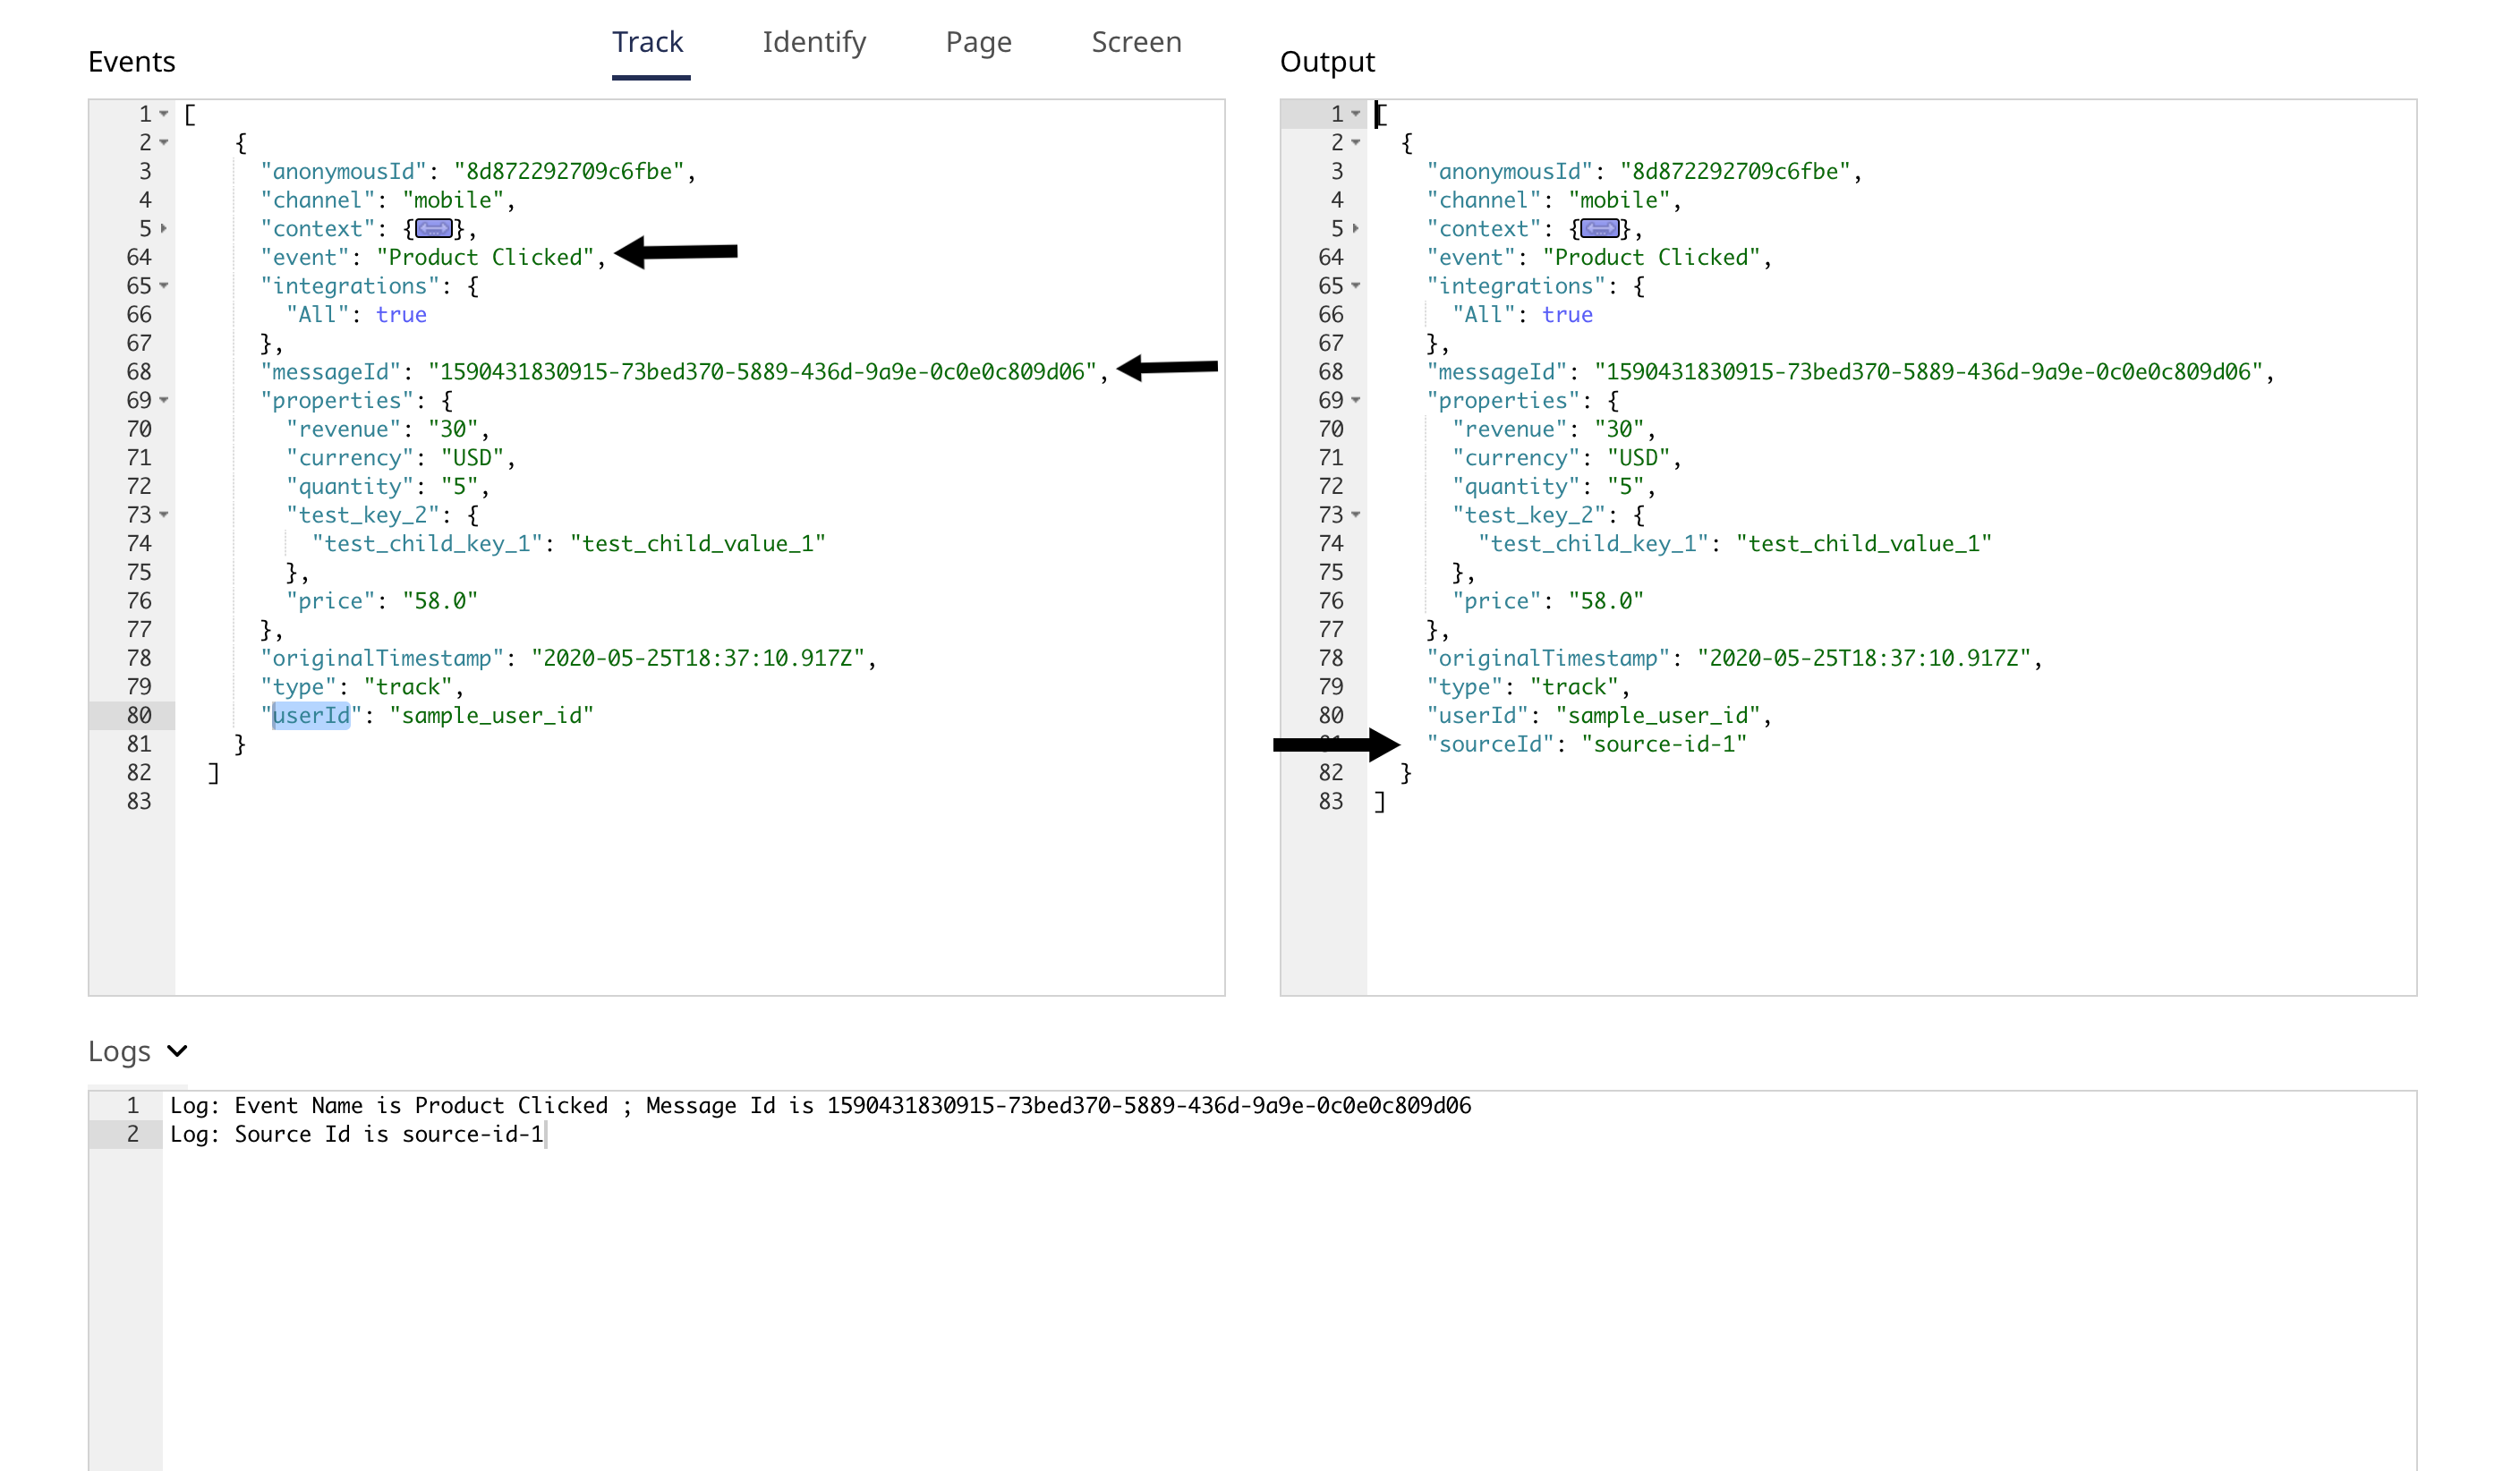 Track Identify Page Screen
Events
1 [
2 {
3 "anonymousId": "8d872292709c6fbe",
4 "channel": "mobile",
5 "context": {},
64 "event": "Product Clicked",
65 "integrations": {
66 "All": true
67 },
68 "messageId": "1590431830915-73bed370-5889-436d-9a9e-0c0e0c809d06",
69 "properties": {
70 "revenue": "30",
71 "currency": "USD",
72 "quantity": "5",
73 "test_key_2": {
74 "test_child_key_1": "test_child_value_1"
75 },
76 "price": "58.0"
77 },
78 "originalTimestamp": "2020-05-25T18:37:10.917Z",
79 "type": "track",
80 "userId": "sample_user_id"
81 }
82 ]
83
Output
1 [
2 {
3 "anonymousId": "8d872292709c6fbe",
4 "channel": "mobile",
5 "context": {},
64 "event": "Product Clicked",
65 "integrations": {
66 "All": true
67 },
68 "messageId": "1590431830915-73bed370-5889-436d-9a9e-0c0e0c809d06",
69 "properties": {
70 "revenue": "30",
71 "currency": "USD",
72 "quantity": "5",
73 "test_key_2": {
74 "test_child_key_1": "test_child_value_1"
75 },
76 "price": "58.0"
77 },
78 "originalTimestamp": "2020-05-25T18:37:10.917Z",
79 "type": "track",
80 "userId": "sample_user_id",
"sourceId": "source-id-1"
82 }
83 ]
Logs
1 Log: Event Name is Product Clicked ; Message Id is 1590431830915-73bed370-5889-436d-9a9e-0c0e0c809d06
2 Log: Source Id is source-id-1